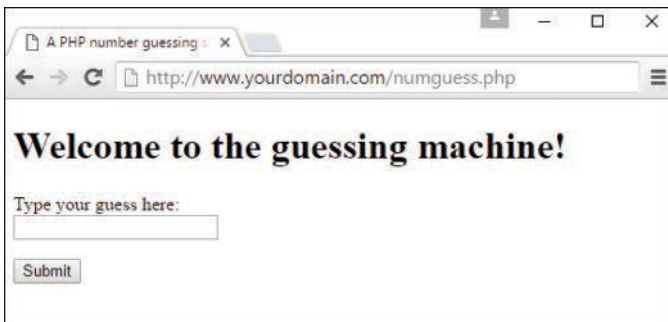 A PHP number guessing s
http://www.yourdomain.com/numguess.php
Welcome to the guessing machine!
Type your guess here:
Submit